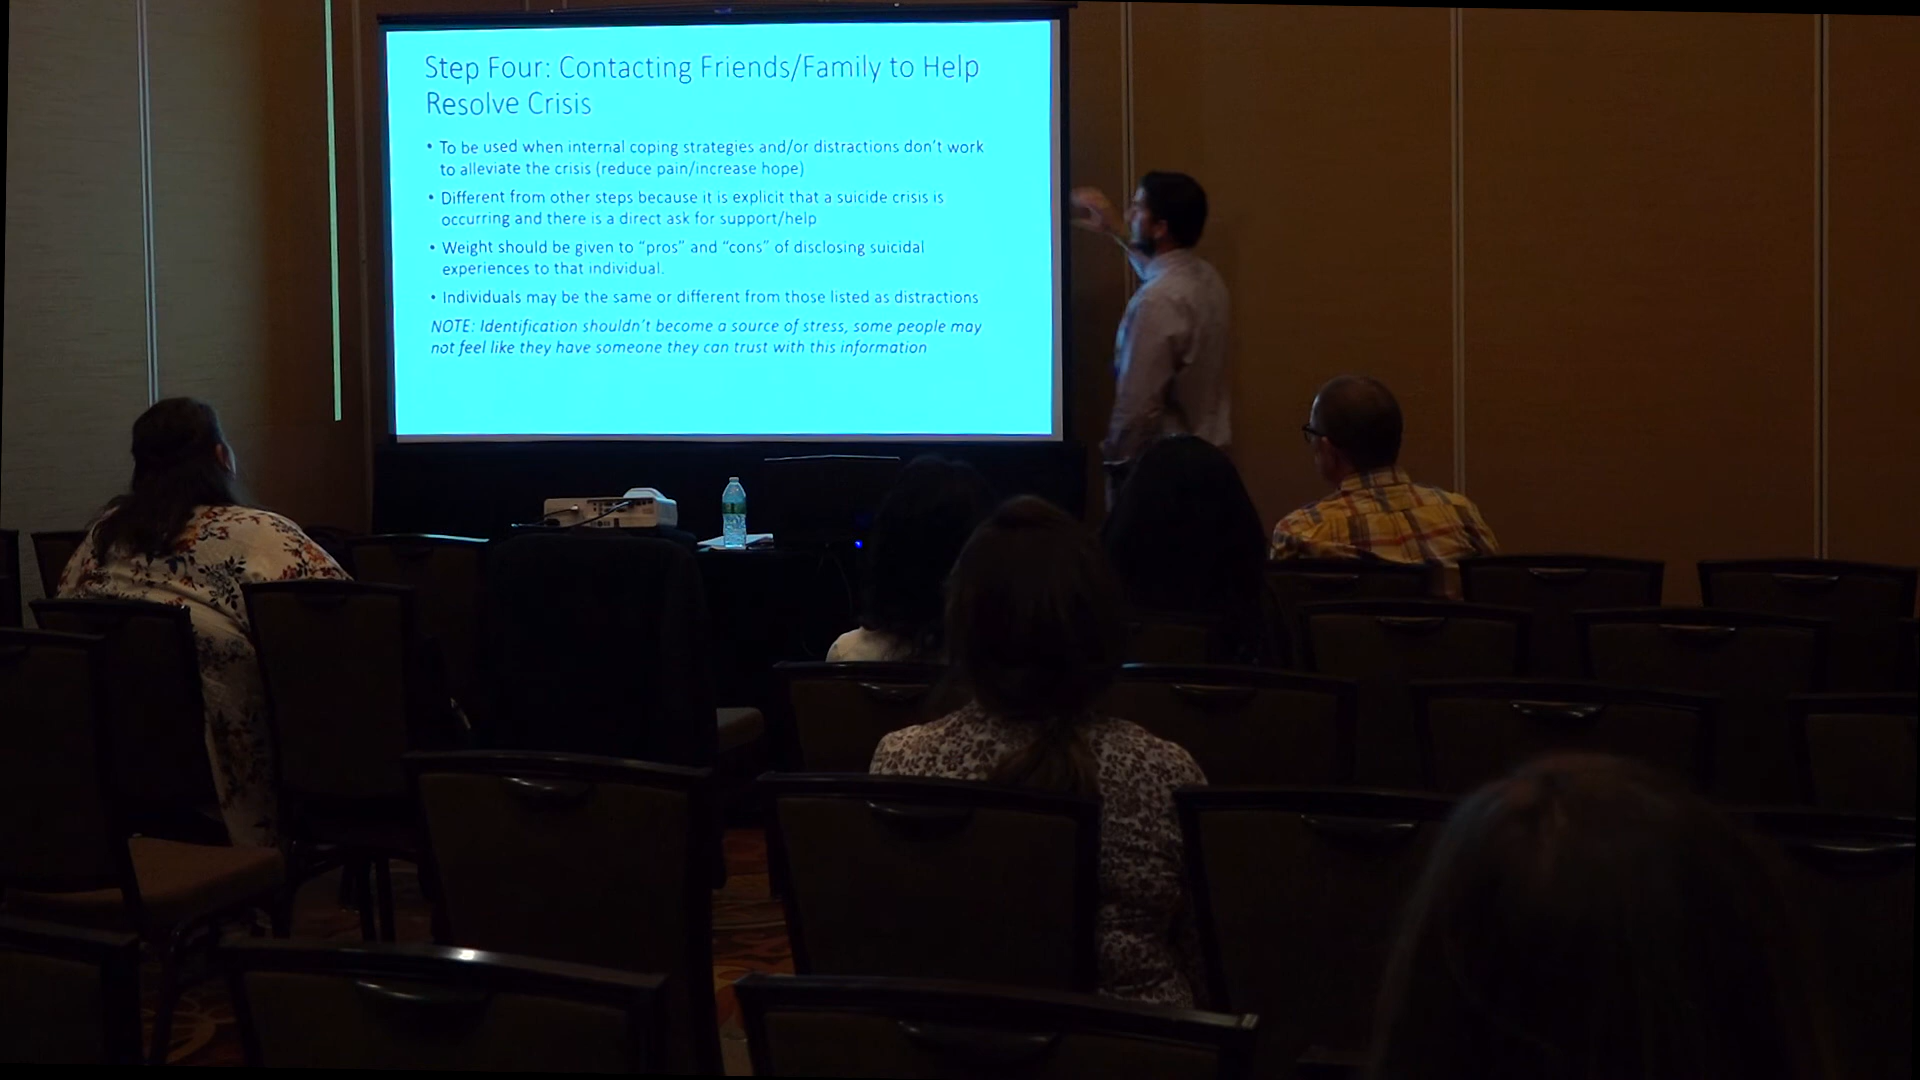 Step Four: Contacting Friends/Family to Help
Resolve Crisis
• To be used when internal coping strategies and/or distractions don't work
to alleviate the crisis (reduce pain/increase hope)
• Different from other steps because it is explicit that a suicide crisis is
occurring and there is a direct ask for support/help
• Weight should be given to “pros” and “cons” of disclosing suicidal
experiences to that individual.
• Individuals may be the same or different from those listed as distractions
NOTE: Identification shouldn't become a source of stress, some people may
not feel like they have someone they can trust with this information